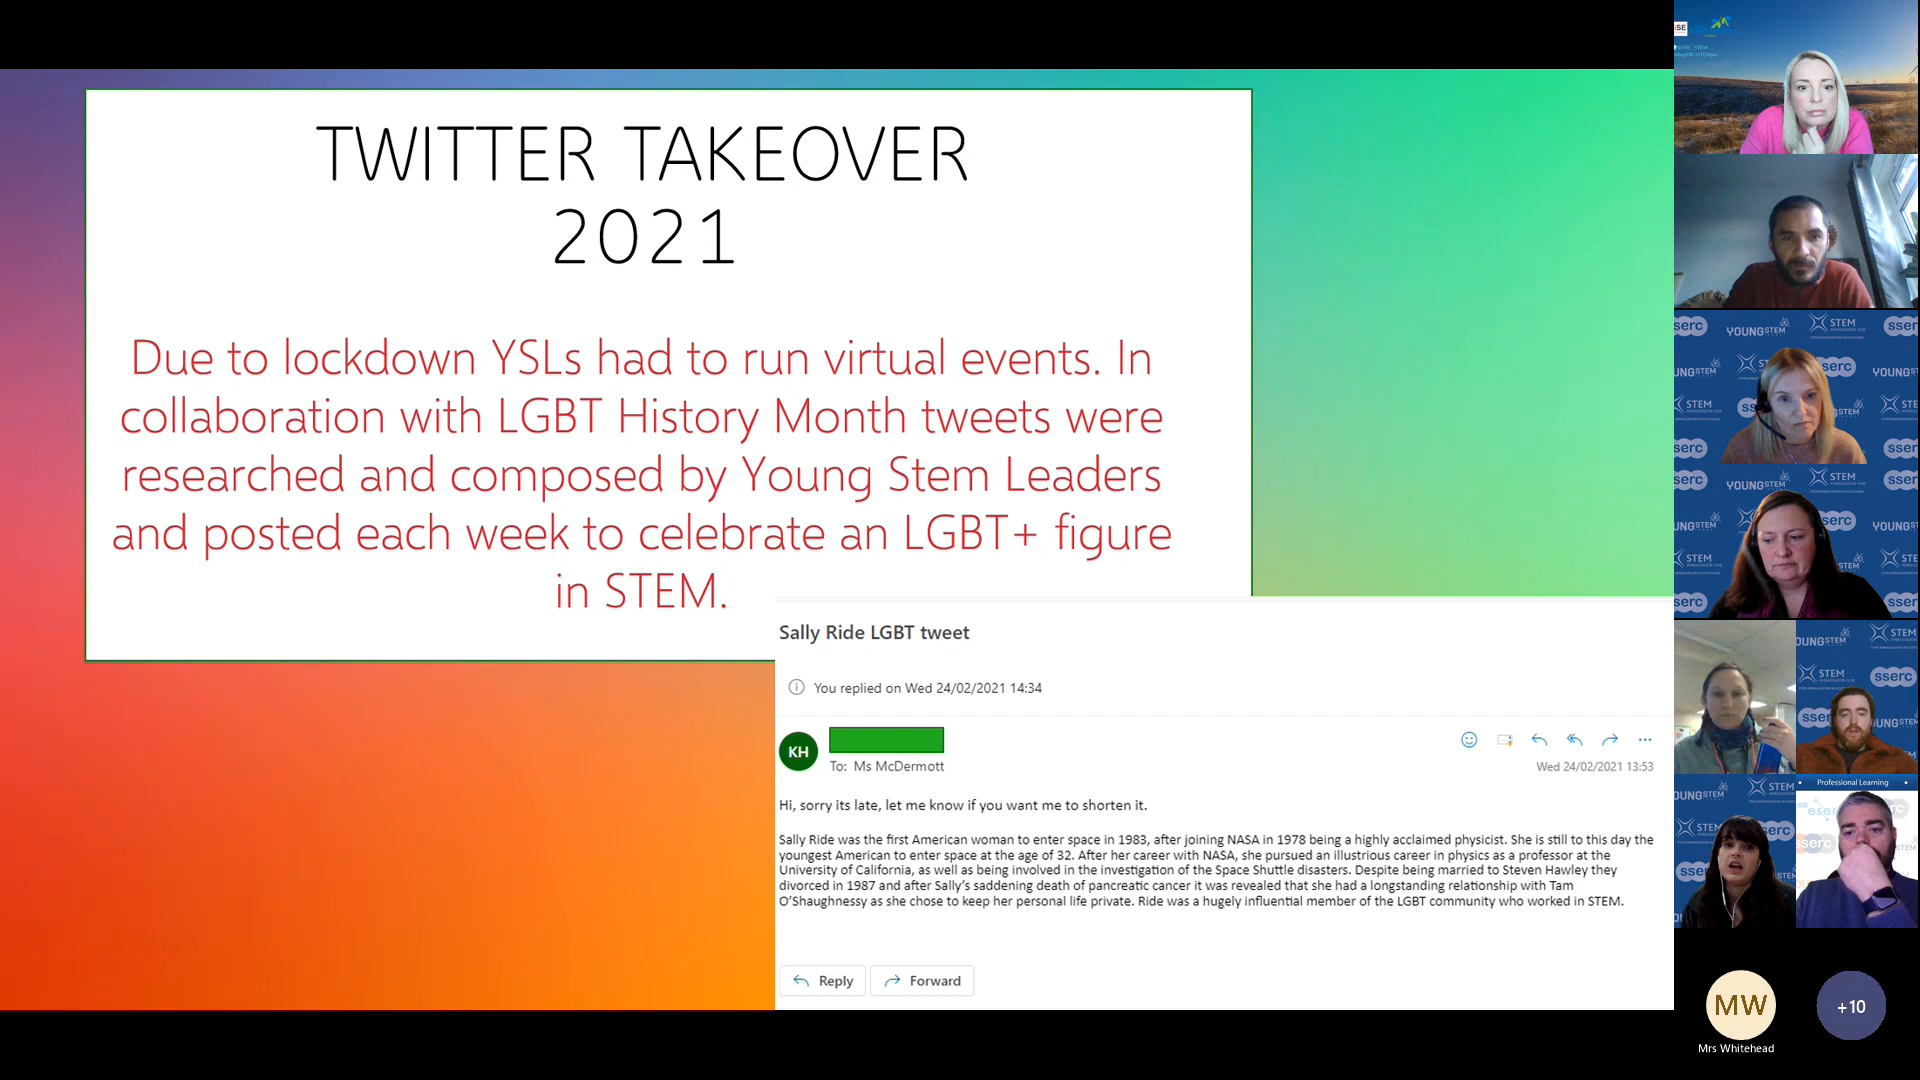 TWITTER TAKEOVER
2021
Due to lockdown YSLs had to run virtual events. In
collaboration with LGBT History Month tweets were
researched and composed by Young Stem Leaders
and posted each week to celebrate an LGBT+ figure
in STEM.
Sally Ride LGBT tweet
You replied on Wed 24/02/2021 14:34
KH
To: Ms McDermott
Wed 24/02/2021 13:53
Hi, sorry its late, let me know if you want me to shorten it.
Sally Ride was the first American woman to enter space in 1983, after joining NASA in 1978 being a highly acclaimed physicist. She is still to this day the
youngest American to enter space at the age of 32. After her career with NASA, she pursued an illustrious career in physics as a professor at the
University of California, as well as being involved in the investigation of the Space Shuttle disasters. Despite being married to Steven Hawley they
divorced in 1987 and after Sally's saddening death of pancreatic cancer it was revealed that she had a longstanding relationship with Tam
O'Shaughnessy as she chose to keep her personal life private. Ride was a hugely influential member of the LGBT community who worked in STEM.
Reply
Forward
serc YOUNGSTEM STEM sserc
sserc
STEM
Professional Learning
MW
+10
Mrs Whitehead